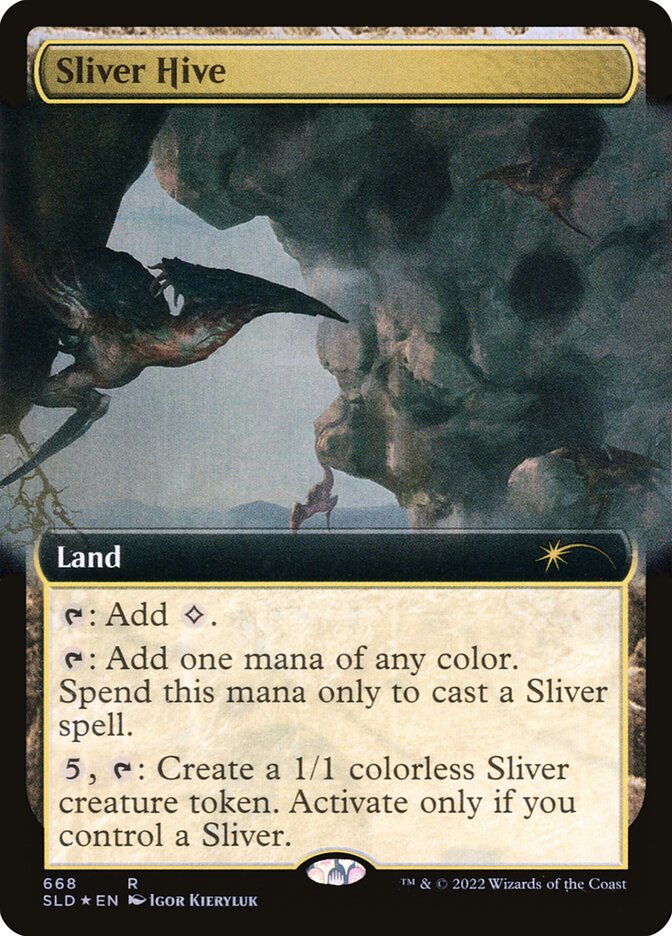 Sliver Hive
Land
: Add .
: Add one mana of any color.
Spend this mana only to cast a Sliver
spell.
5, : Create a 1/1 colorless Sliver
creature token. Activate only if you
control a Sliver.
668 R
SLD★EN Igor Kieryluk
™ & © 2022 Wizards of the Coast